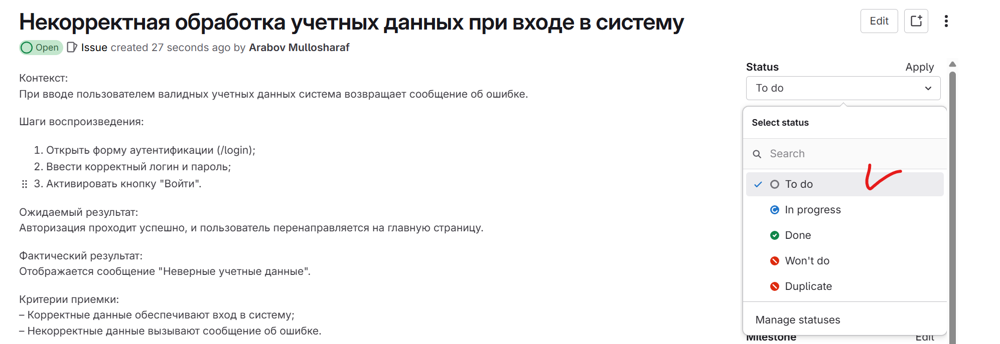 Некорректная обработка учетных данных при входе в систему
Edit
Open Issue created 27 seconds ago by Arabov Mullosharaf
Контекст:
При вводе пользователем валидных учетных данных система возвращает сообщение об ошибке.
Шаги воспроизведения:
1. Открыть форму аутентификации (/login);
2. Ввести корректный логин и пароль;
3. Активировать кнопку "Войти".
Ожидаемый результат:
Авторизация проходит успешно, и пользователь перенаправляется на главную страницу.
Фактический результат:
Отображается сообщение "Неверные учетные данные".
Критерии приемки:
– Корректные данные обеспечивают вход в систему;
– Некорректные данные вызывают сообщение об ошибке.
Status Apply
To do
Select status
Search
To do
In progress
Done
Won't do
Duplicate
Manage statuses
Milestone Edit